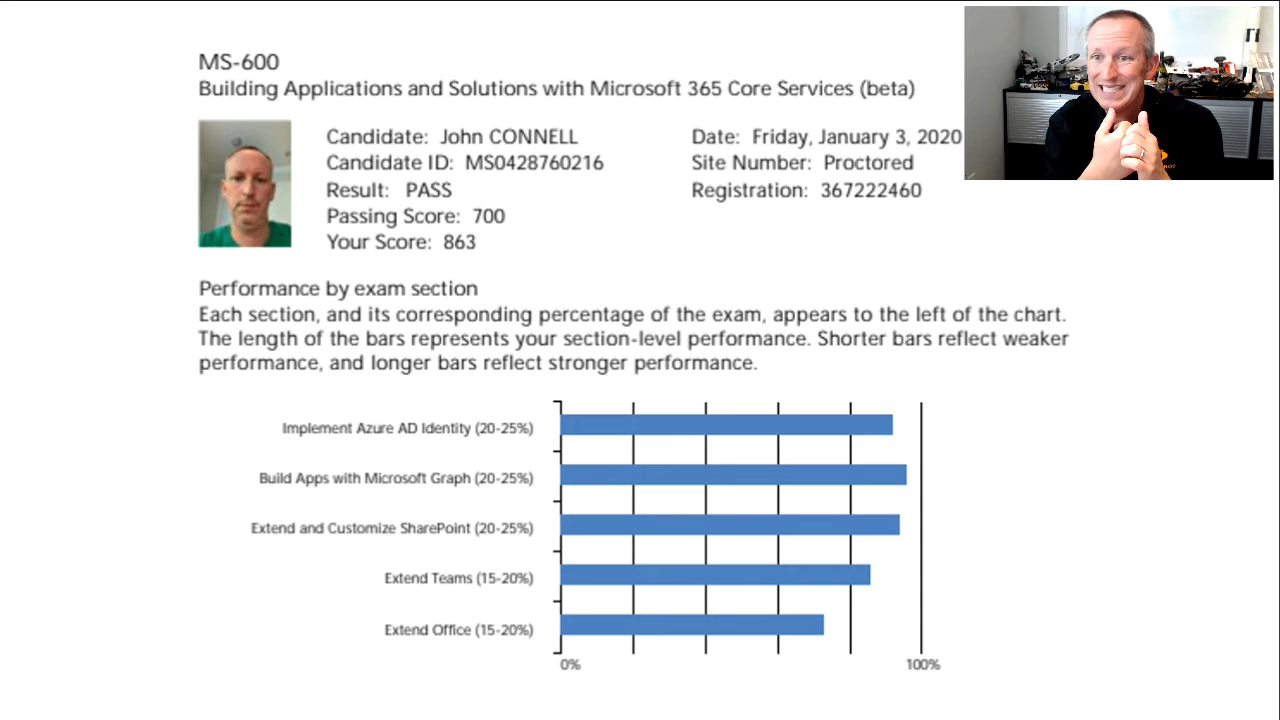 MS-600
Building Applications and Solutions with Microsoft 365 Core Services (beta)
Candidate: John CONNELL
Candidate ID: MS0428760216
Result: PASS
Passing Score: 700
Your Score: 863
Date: Friday, January 3, 2020
Site Number: Proctored
Registration: 367222460
Performance by exam section
Each section, and its corresponding percentage of the exam, appears to the left of the chart.
The length of the bars represents your section-level performance. Shorter bars reflect weaker
performance, and longer bars reflect stronger performance.
Implement Azure AD Identity (20-25%)
Build Apps with Microsoft Graph (20-25%)
Extend and Customize SharePoint (20-25%)
Extend Teams (15-20%)
Extend Office (15-20%)
0%
100%